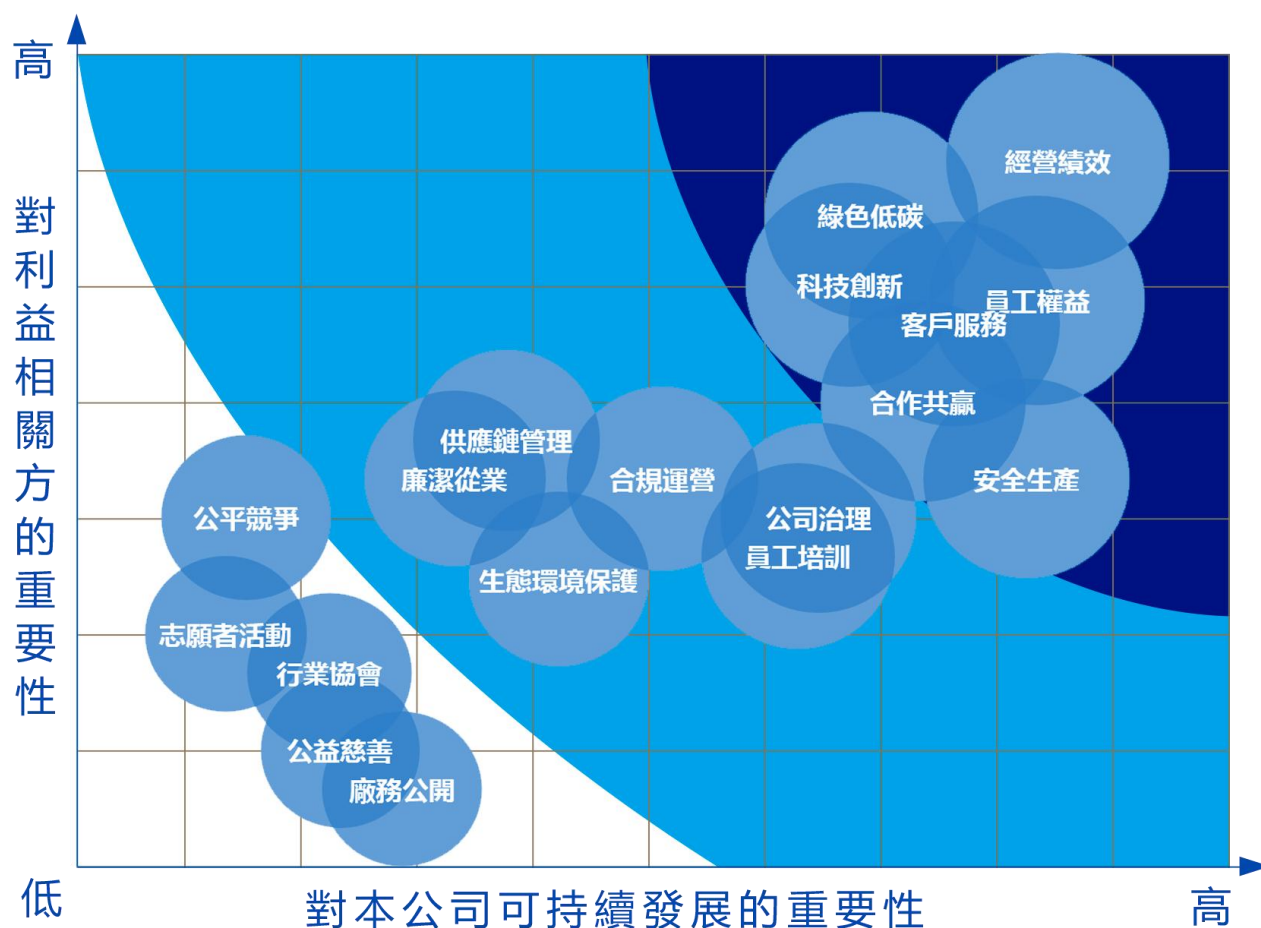 高
對利益相關方的重要性
經營績效
綠色低碳
科技創新
員工權益
客戶服務
合作共贏
供應鏈管理
廉潔從業
合規運營
安全生產
公平競爭
公司治理
員工培訓
生態環境保護
志願者活動
行業協會
公益慈善
廠務公開
低
對本公司可持續發展的重要性
高